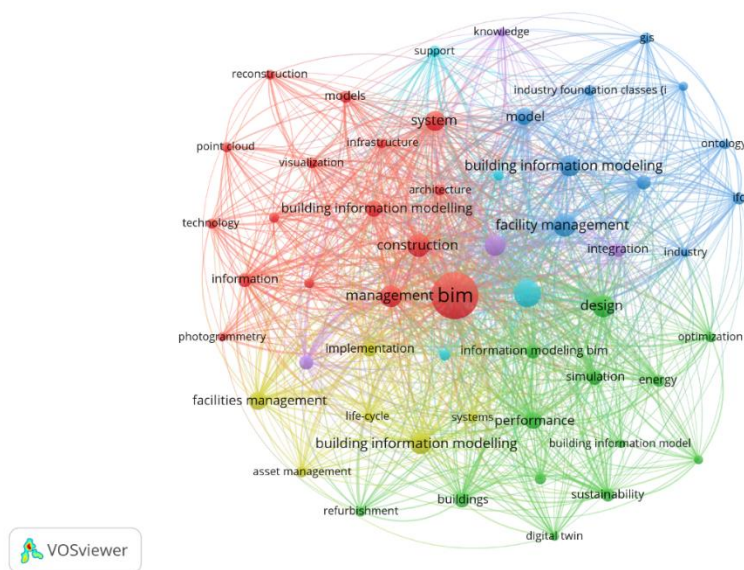 knowledge
gis
support
reconstruction
models
industry foundation classes (i
system
model
infrastructure
point cloud
ontology
visualization
building information modeling
architecture
ifc
building information modelling
technology
facility management
construction
integration
industry
information
management
bim
design
photogrammetry
optimization
implementation
information modeling bim
simulation
energy
facilities management
life-cycle
systems
performance
building information modelling
building information model
asset management
buildings
sustainability
refurbishment
digital twin
VOSviewer